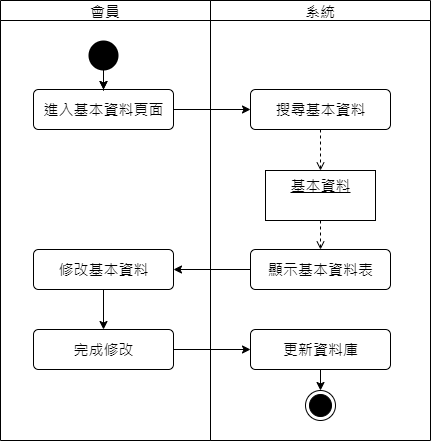 會員
系統
進入基本資料頁面
搜尋基本資料
基本資料
修改基本資料
顯示基本資料表
完成修改
更新資料庫